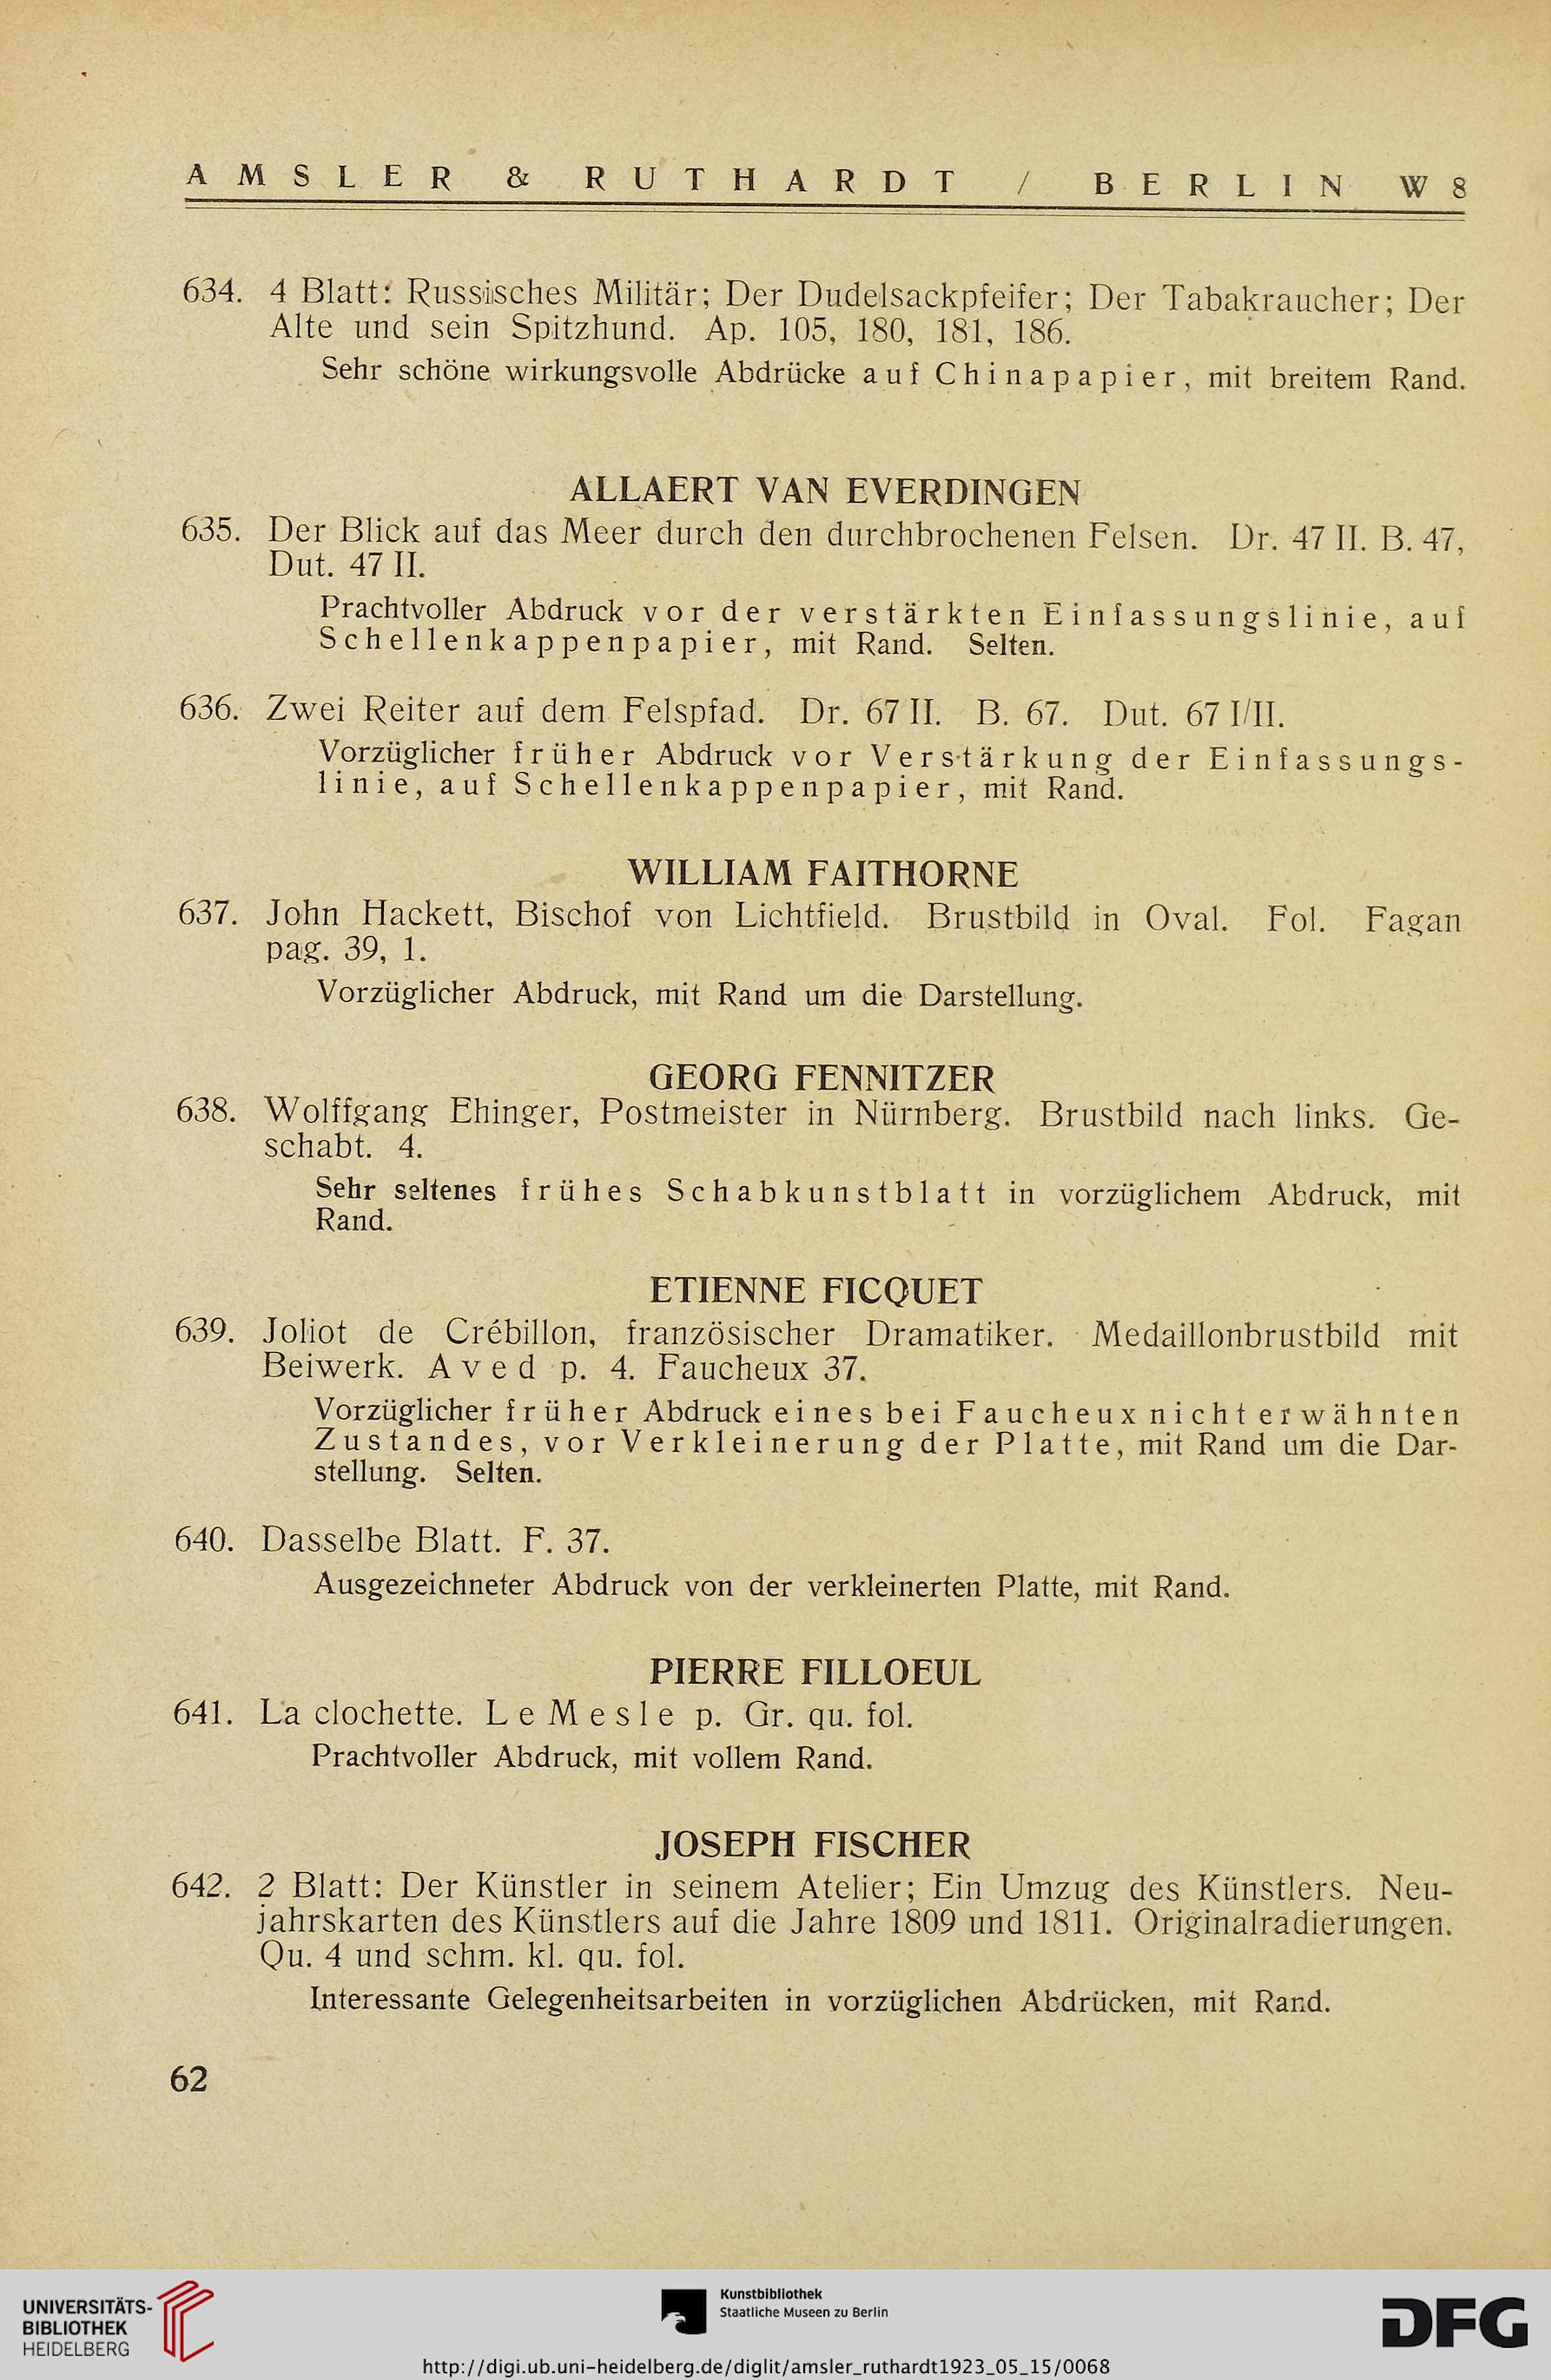 AMSLER & RUTHARDT / BERLIN W 8
634. 4 Blatt: Russisches Militär; Der Dudelsackpfeifer; Der Tabakraucher; Der
Alte und sein Spitzhund. Ap. 105, 180, 181, 186.
Sehr schöne wirkungsvolle Abdrücke auf Chinapapier, mit breitem Rand.
ALLAERT VAN EVERDINGEN
635. Der Blick auf das Meer durch den durchbrochenen Felsen. Dr. 47 II. B. 47,
Dut. 47 II.
Prachtvoller Abdruck vor der verstärkten Einfassungslinie, auf
Schellenkappenpapier, mit Rand. Selten.
636. Zwei Reiter auf dem Felspfad. Dr. 67 II. B. 67. Dut. 67 I/II.
Vorzüglicher früher Abdruck vor Verstärkung der Einfassungs-
linie, auf Schellenkappenpapier, mit Rand.
WILLIAM FAITHORNE
637. John Hackett, Bischof von Lichtfield. Brustbild in Oval. Fol. Fagan
pag. 39, 1.
Vorzüglicher Abdruck, mit Rand um die Darstellung.
GEORG FENNITZER
638. Wolffgang Ehinger, Postmeister in Nürnberg. Brustbild nach links. Ge-
schabt. 4.
Sehr seltenes frühes Schabkunstblatt in vorzüglichem Abdruck, mit
Rand.
ETIENNE FICQUET
639. Joliot de Crébillon, französischer Dramatiker. Medaillonbrustbild mit
Beiwerk. Aved p. 4. Faucheux 37.
Vorzüglicher früher Abdruck eines bei Faucheux nicht erwähnten
Zustandes, vor Verkleinerung der Platte, mit Rand um die Dar-
stellung. Selten.
640. Dasselbe Blatt. F. 37.
Ausgezeichneter Abdruck von der verkleinerten Platte, mit Rand.
PIERRE FILLOEUL
641. La clochette. Le Mesle p. Gr. qu. fol.
Prachtvoller Abdruck, mit vollem Rand.
JOSEPH FISCHER
642. 2 Blatt: Der Künstler in seinem Atelier; Ein Umzug des Künstlers. Neu-
jahrskarten des Künstlers auf die Jahre 1809 und 1811. Originalradierungen.
Qu. 4 und schm. kl. qu. fol.
Interessante Gelegenheitsarbeiten in vorzüglichen Abdrücken, mit Rand.
62
UNIVERSITÄTS-
BIBLIOTHEK
HEIDELBERG
Kunstbibliothek
Staatliche Museen zu Berlin
DFG
http://digi.ub.uni-heidelberg.de/diglit/amsler_ruthardt1923_05_15/0068